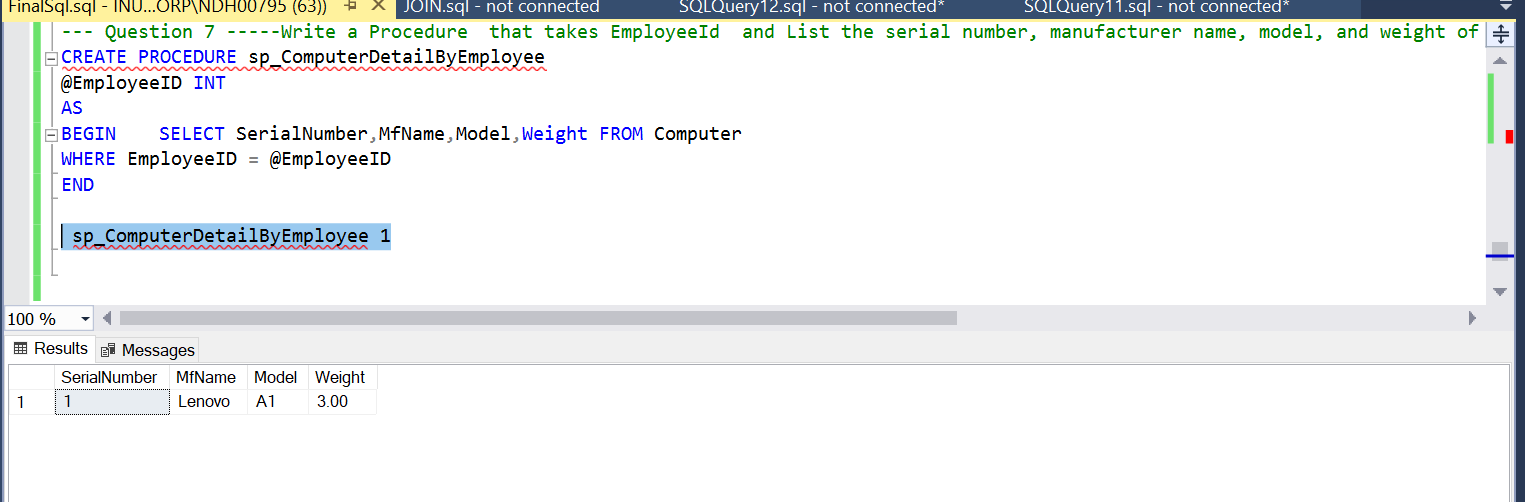 FinalSql.sql - INU...ORP\NDH00795 (63)) JOIN.sql - not connected SQLQuery12.sql - not connected* SQLQuery11.sql - not connected*
--- Question 7 -----Write a Procedure  that takes EmployeeId  and List the serial number, manufacturer name, model, and weight of
CREATE PROCEDURE sp_ComputerDetailByEmployee
@EmployeeID INT
AS
BEGIN    SELECT SerialNumber,MfName,Model,Weight FROM Computer
WHERE EmployeeID = @EmployeeID
END
sp_ComputerDetailByEmployee 1
100 %
Results Messages
SerialNumber MfName Model Weight
1 1 Lenovo A1 3.00